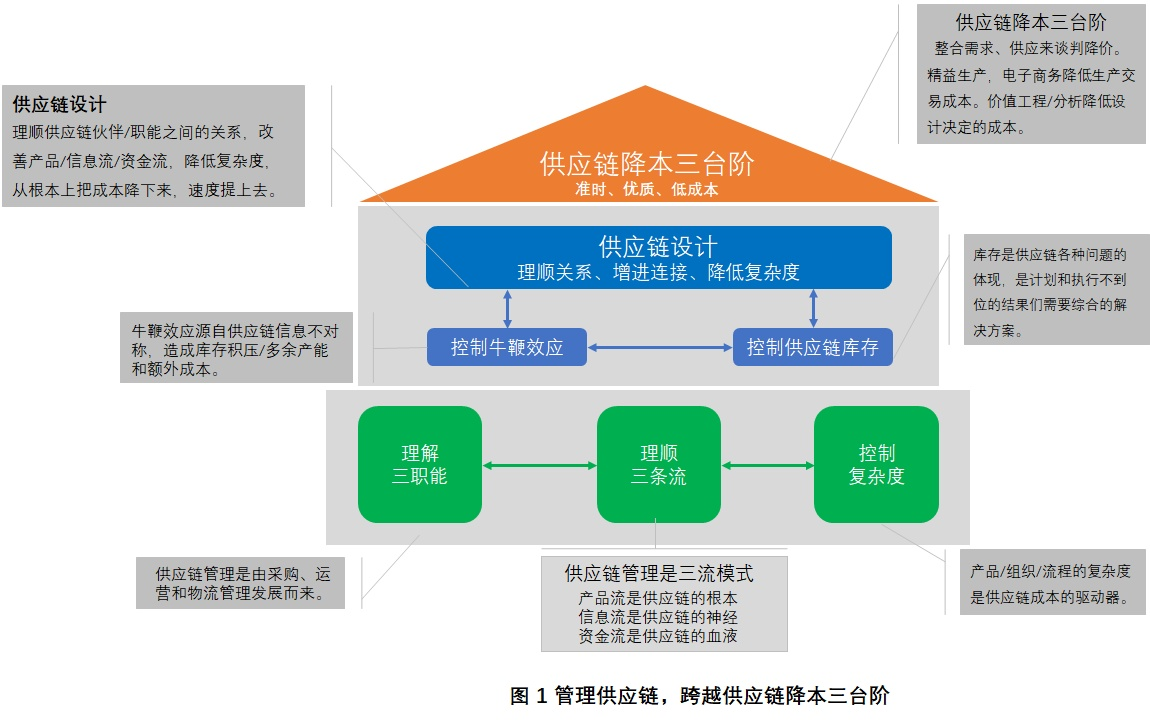 供应链降本三台阶
整合需求、供应来谈判降价。
精益生产，电子商务降低生产交
易成本。价值工程/分析降低设
计决定的成本。
供应链设计
理顺供应链伙伴/职能之间的关系，改
善产品/信息流/资金流，降低复杂度，
从根本上把成本降下来，速度提上去。
供应链降本三台阶
准时、优质、低成本
供应链设计
理顺关系、增进连接、降低复杂度
库存是供应链各种问题的
体现，是计划和执行不到
位的结果们需要综合的解
决方案。
牛鞭效应源自供应链信息不对
称，造成库存积压/多余产能
和额外成本。
控制牛鞭效应
控制供应链库存
理解
三职能
理顺
三条流
控制
复杂度
供应链管理是由采购、运
营和物流管理发展而来。
供应链管理是三流模式
产品流是供应链的根本
信息流是供应链的神经
资金流是供应链的血液
产品/组织/流程的复杂度
是供应链成本的驱动器。
图 1 管理供应链，跨越供应链降本三台阶